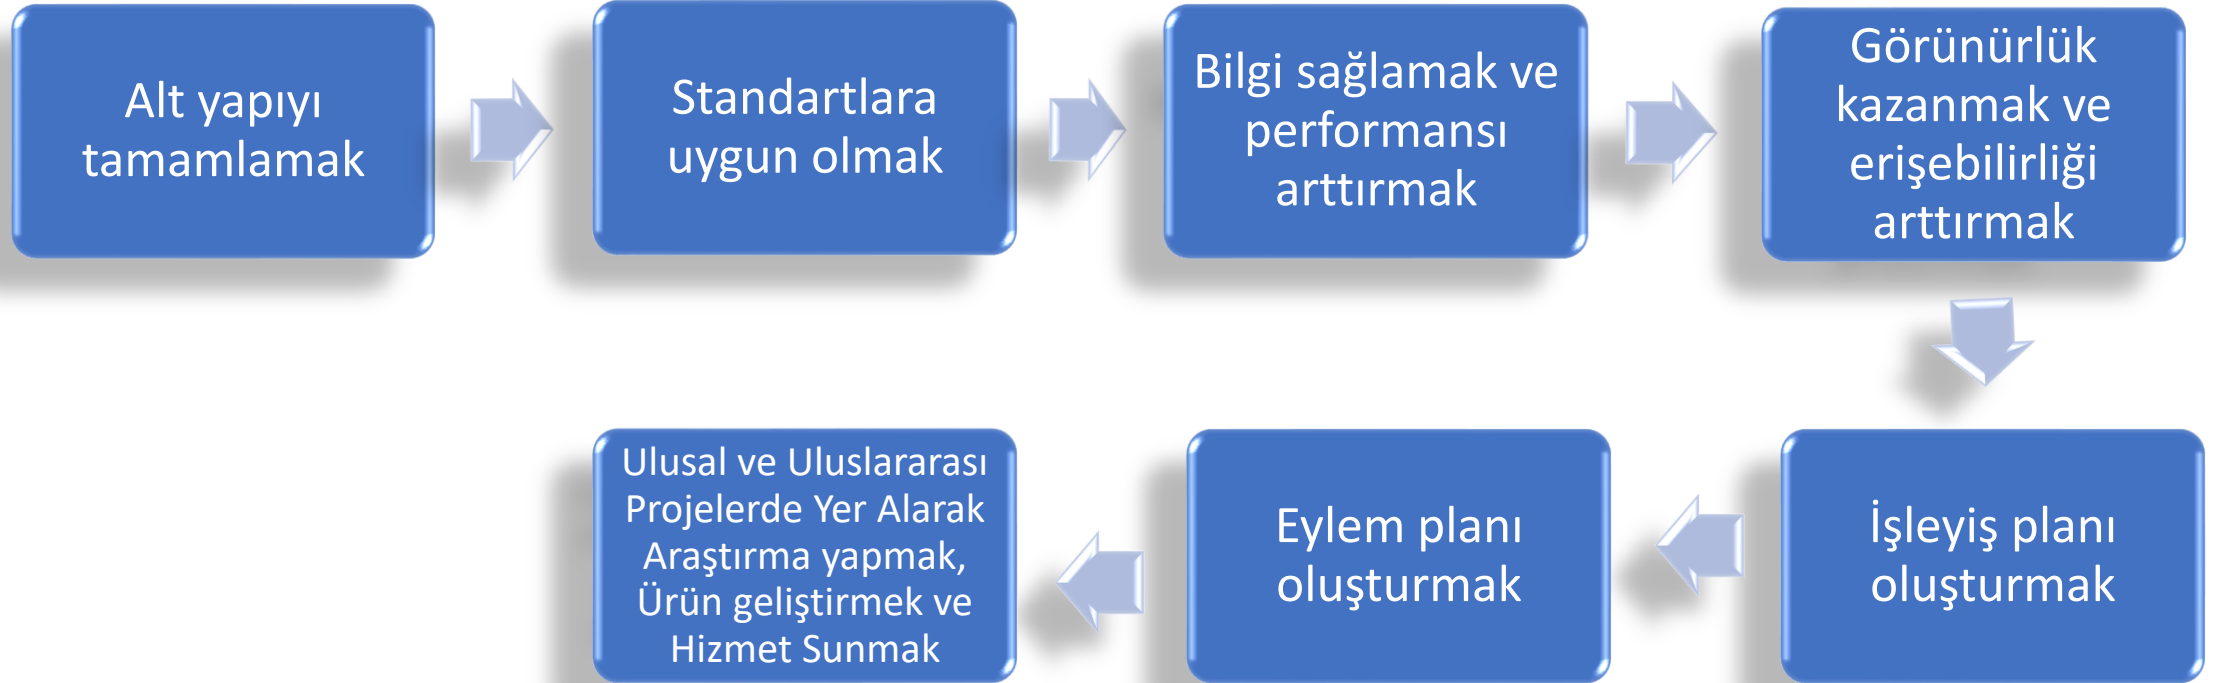 Alt yapıyı
tamamlamak
Standartlara
uygun olmak
Bilgi sağlamak ve
performansı
arttırmak
Görünürlük
kazanmak ve
erişebilirliği
arttırmak
İşleyiş planı
oluşturmak
Eylem planı
oluşturmak
Ulusal ve Uluslararası
Projelerde Yer Alarak
Araştırma yapmak,
Ürün geliştirmek ve
Hizmet Sunmak